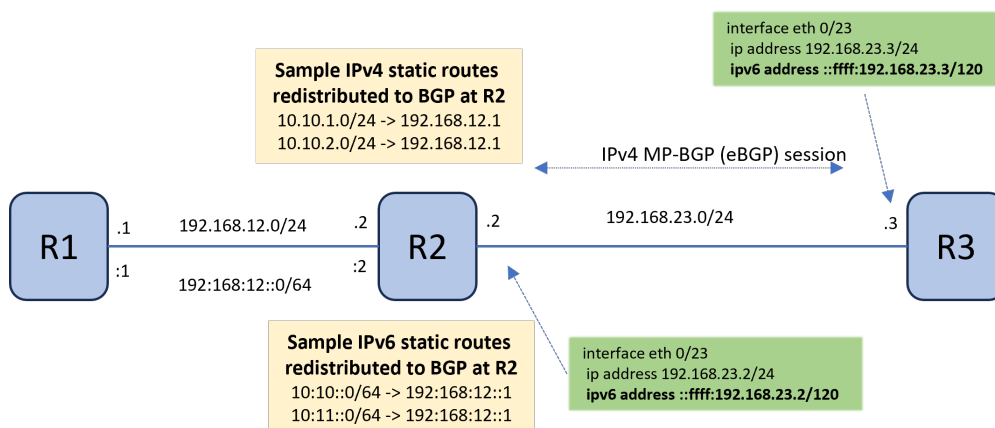 interface eth 0/23
ip address 192.168.23.3/24
ipv6 address ::ffff:192.168.23.3/120
Sample IPv4 static routes
redistributed to BGP at R2
10.10.1.0/24 -> 192.168.12.1
10.10.2.0/24 -> 192.168.12.1
IPv4 MP-BGP (eBGP) session
R1
.1
192.168.12.0/24
.2
R2
.2
192.168.23.0/24
.3
R3
:1
192:168:12::0/64
:2
Sample IPv6 static routes
redistributed to BGP at R2
10:10::0/64 -> 192:168:12::1
10:11::0/64 -> 192:168:12::1
interface eth 0/23
ip address 192.168.23.2/24
ipv6 address ::ffff:192.168.23.2/120